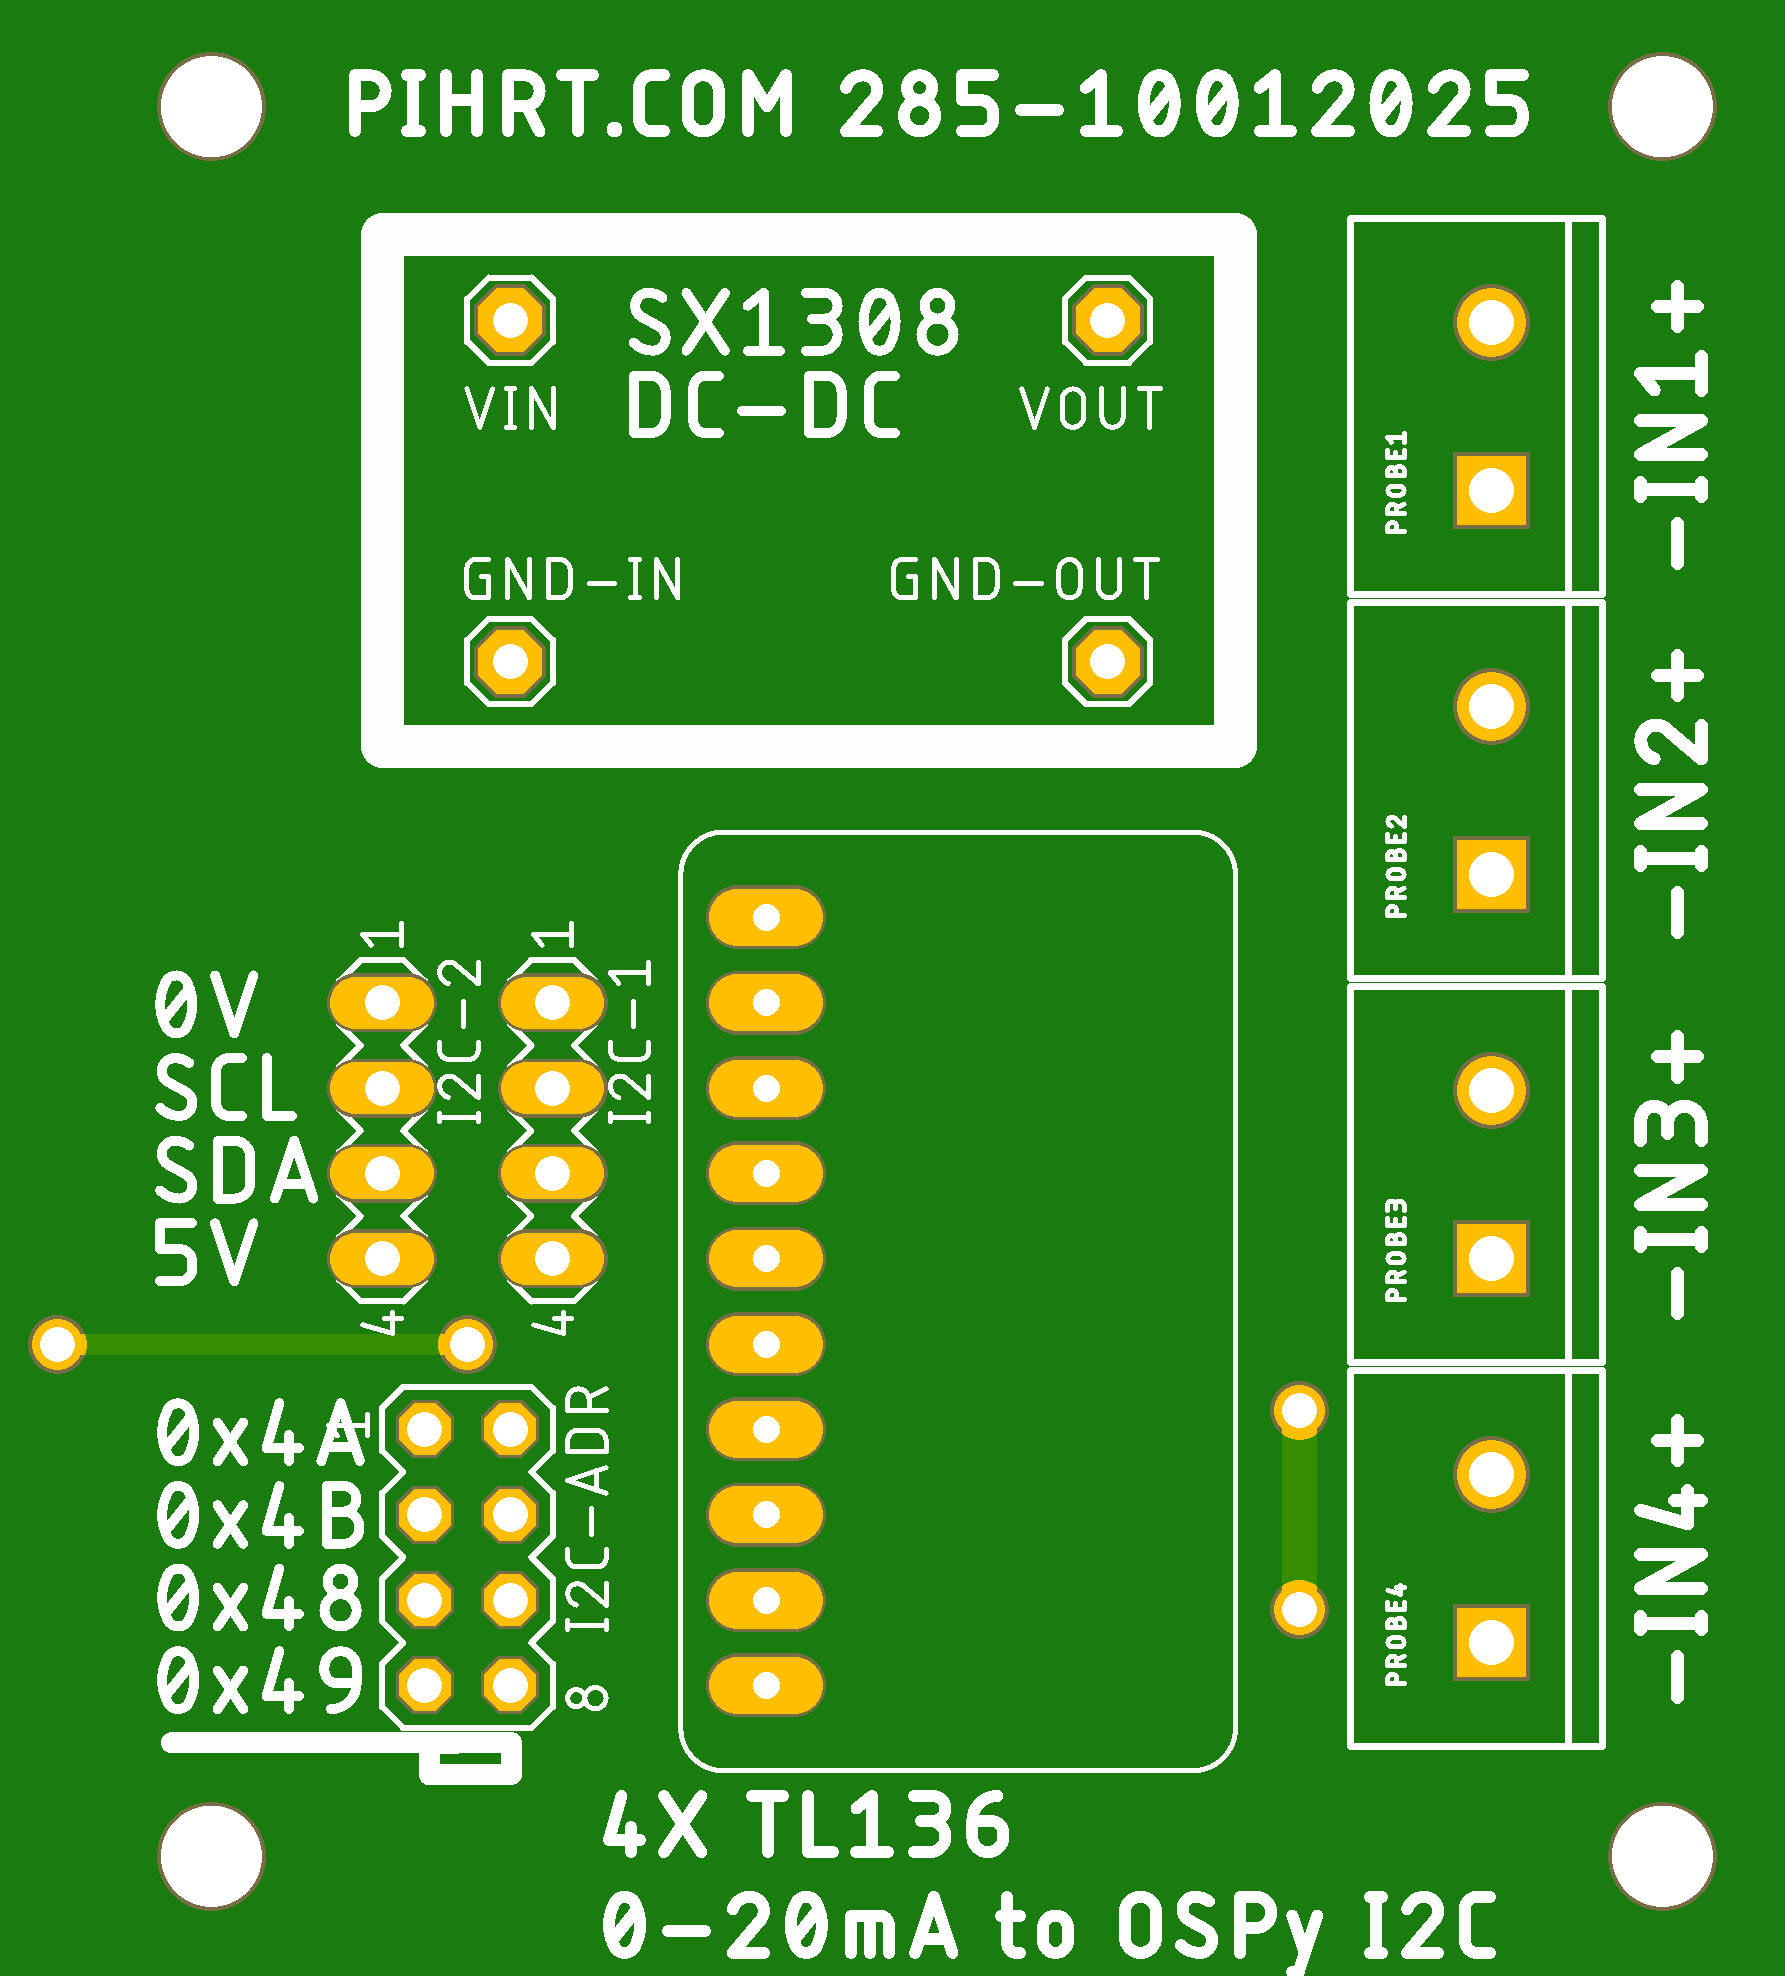 PIHRT.COM 285-10012025
SX1308
DC-DC
VIN
VOUT
GND-IN
GND-OUT
PROBE1
-IN1+
PROBE2
-IN2+
PROBE3
-IN3+
PROBE4
-IN4+
1
1
I2C-2
I2C-1
0V
SCL
SDA
5V
4
4
0x4A
1
0x4B
0x48
0x49
I2C-ADR
8
4X TL136
0-20mA to OSPy I2C